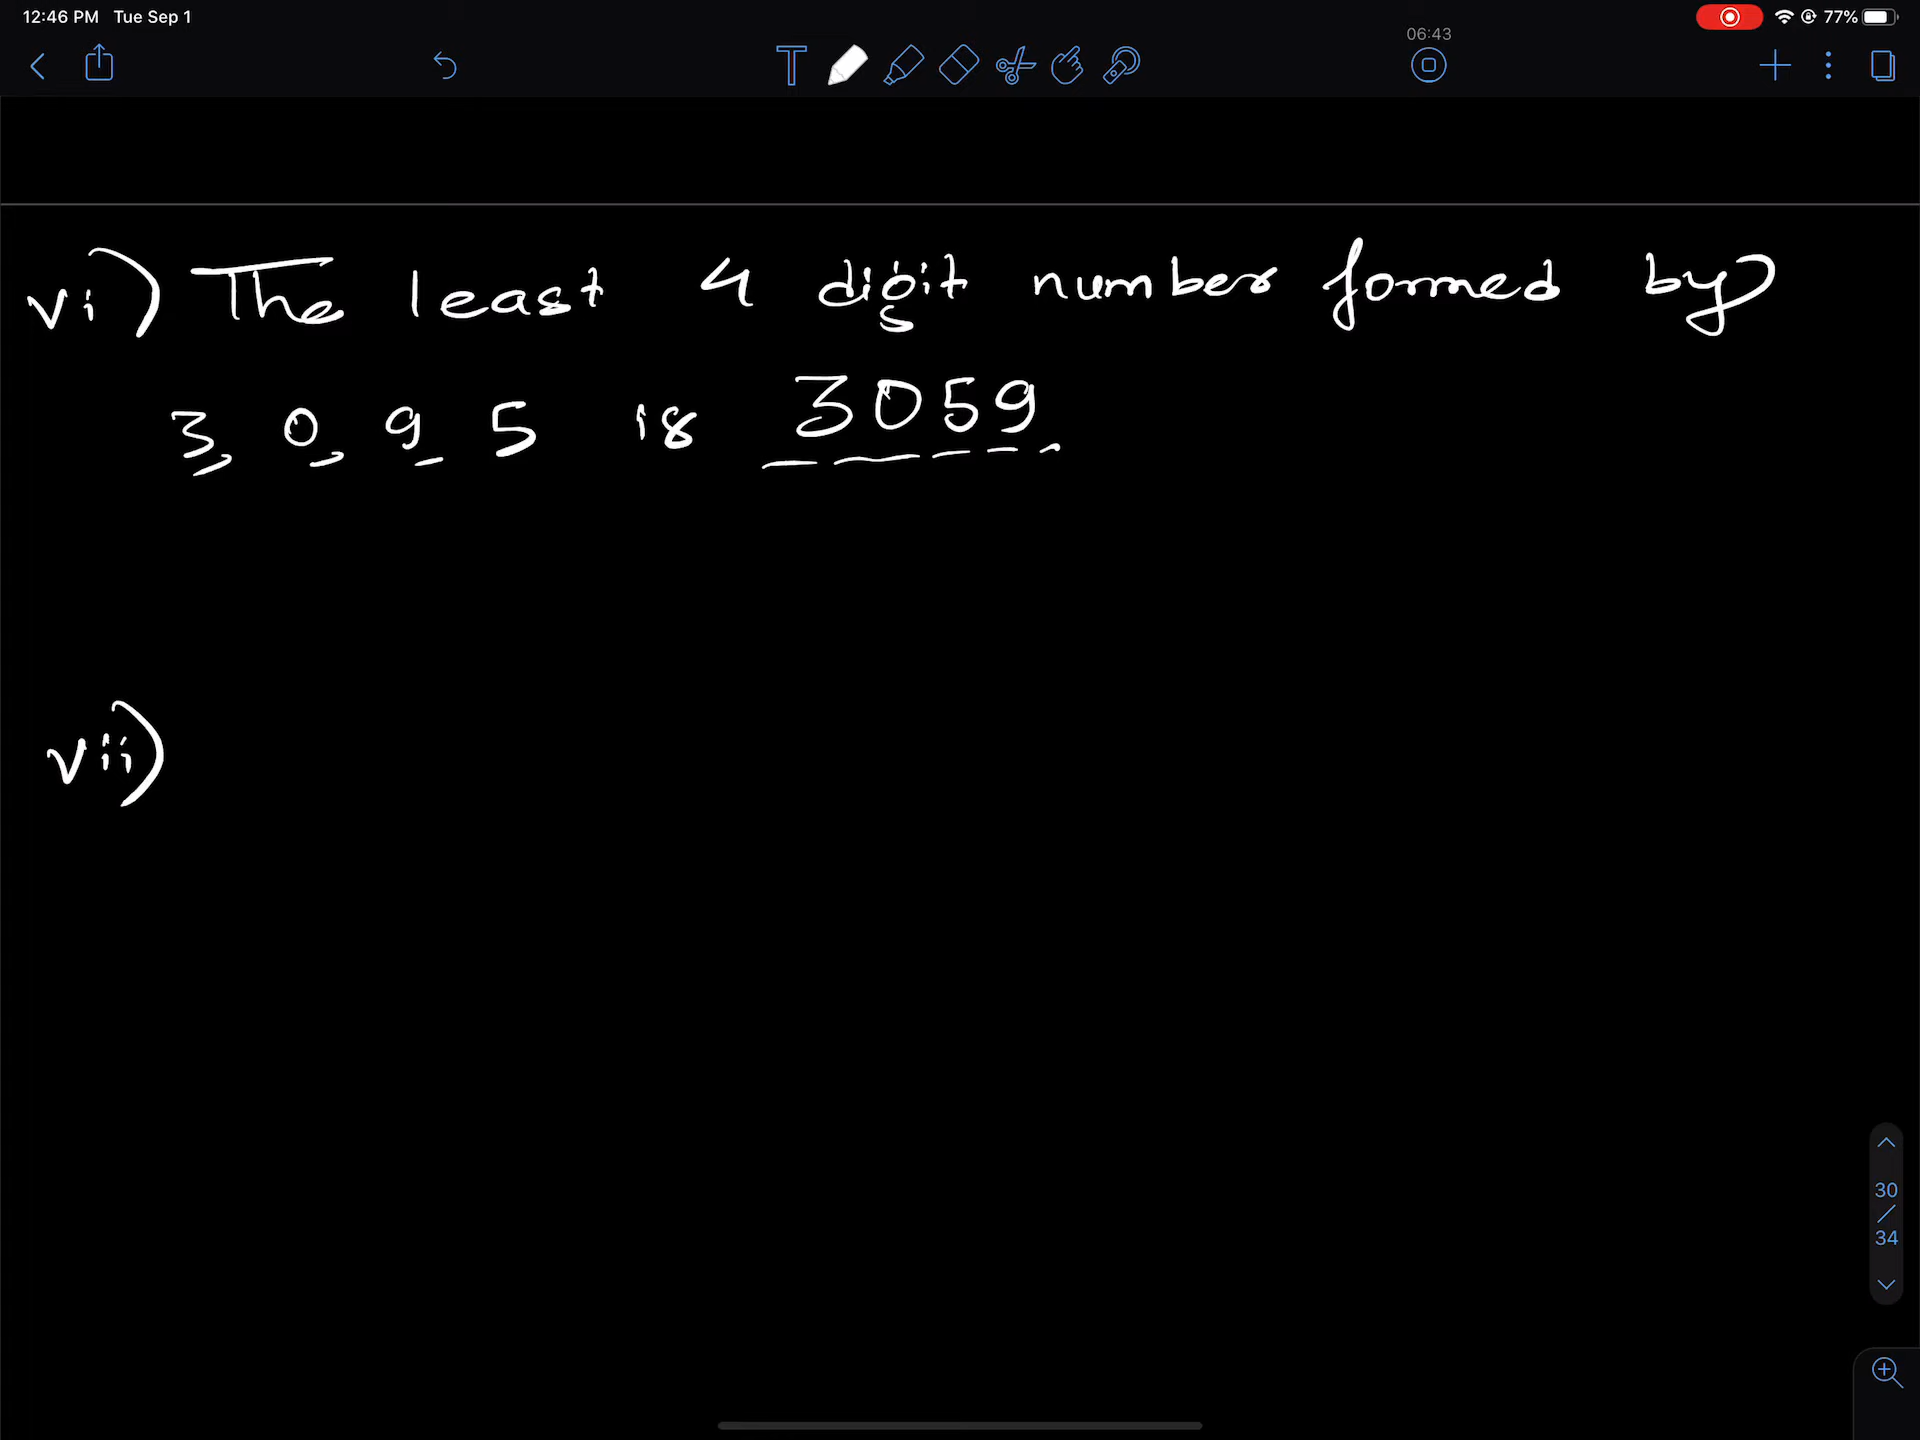 12:46 PM Tue Sep 1
77%
06:43
vi) The least 4 digit number formed by
3, 0, 9, 5 is 3059.
vii)
30
/
34